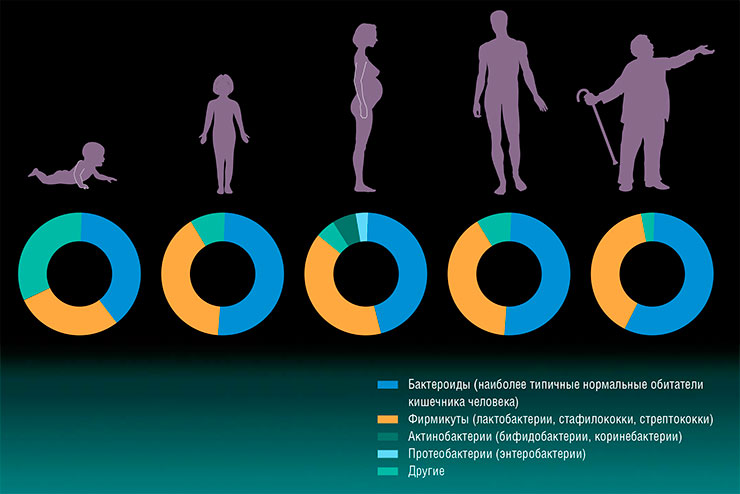 Бактероиды (наиболее типичные нормальные обитатели
кишечника человека)
Фирмикуты (лактобактерии, стафилококки, стрептококки)
Актинобактерии (бифидобактерии, коринебактерии)
Протеобактерии (энтеробактерии)
Другие